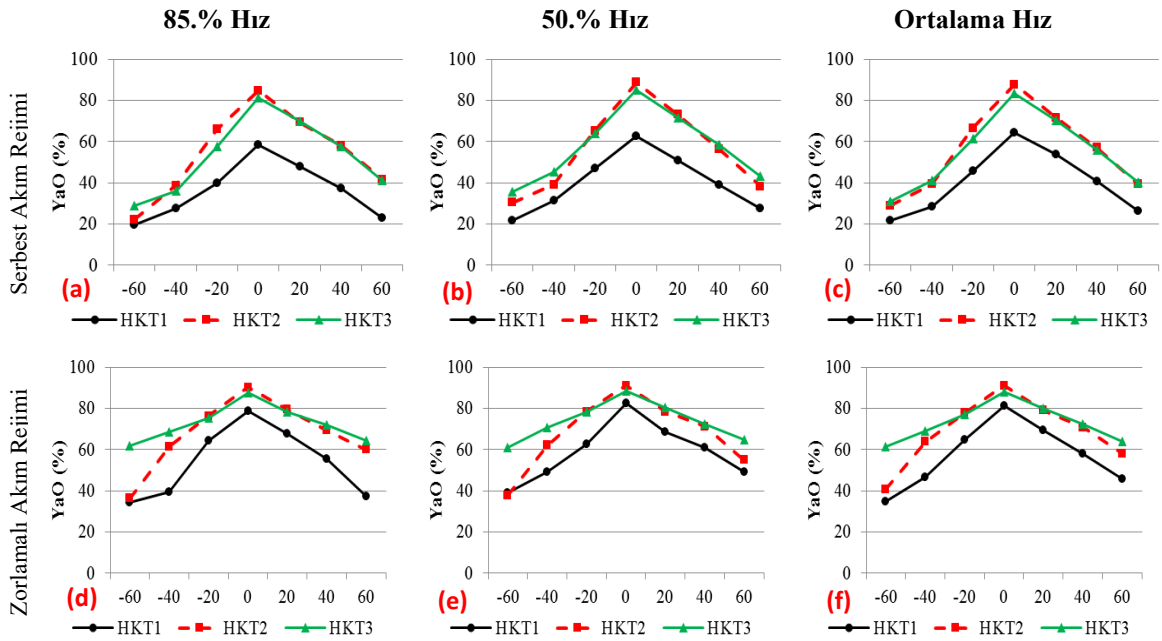 85.% Hız
50.% Hız
Ortalama Hız
Serbest Akım Reiimi
YaO (%)
100
80
60
40
20
0
-60 -40 -20 0 20 40 60
(a)
HKT1 HKT2 HKT3
YaO (%)
100
80
60
40
20
0
-60 -40 -20 0 20 40 60
(b)
HKT1 HKT2 HKT3
YaO (%)
100
80
60
40
20
0
-60 -40 -20 0 20 40 60
(c)
HKT1 HKT2 HKT3
Zorlamalı Akım Reiimi
YaO (%)
100
80
60
40
20
0
-60 -40 -20 0 20 40 60
(d)
HKT1 HKT2 HKT3
YaO (%)
100
80
60
40
20
0
-60 -40 -20 0 20 40 60
(e)
HKT1 HKT2 HKT3
YaO (%)
100
80
60
40
20
0
-60 -40 -20 0 20 40 60
(f)
HKT1 HKT2 HKT3